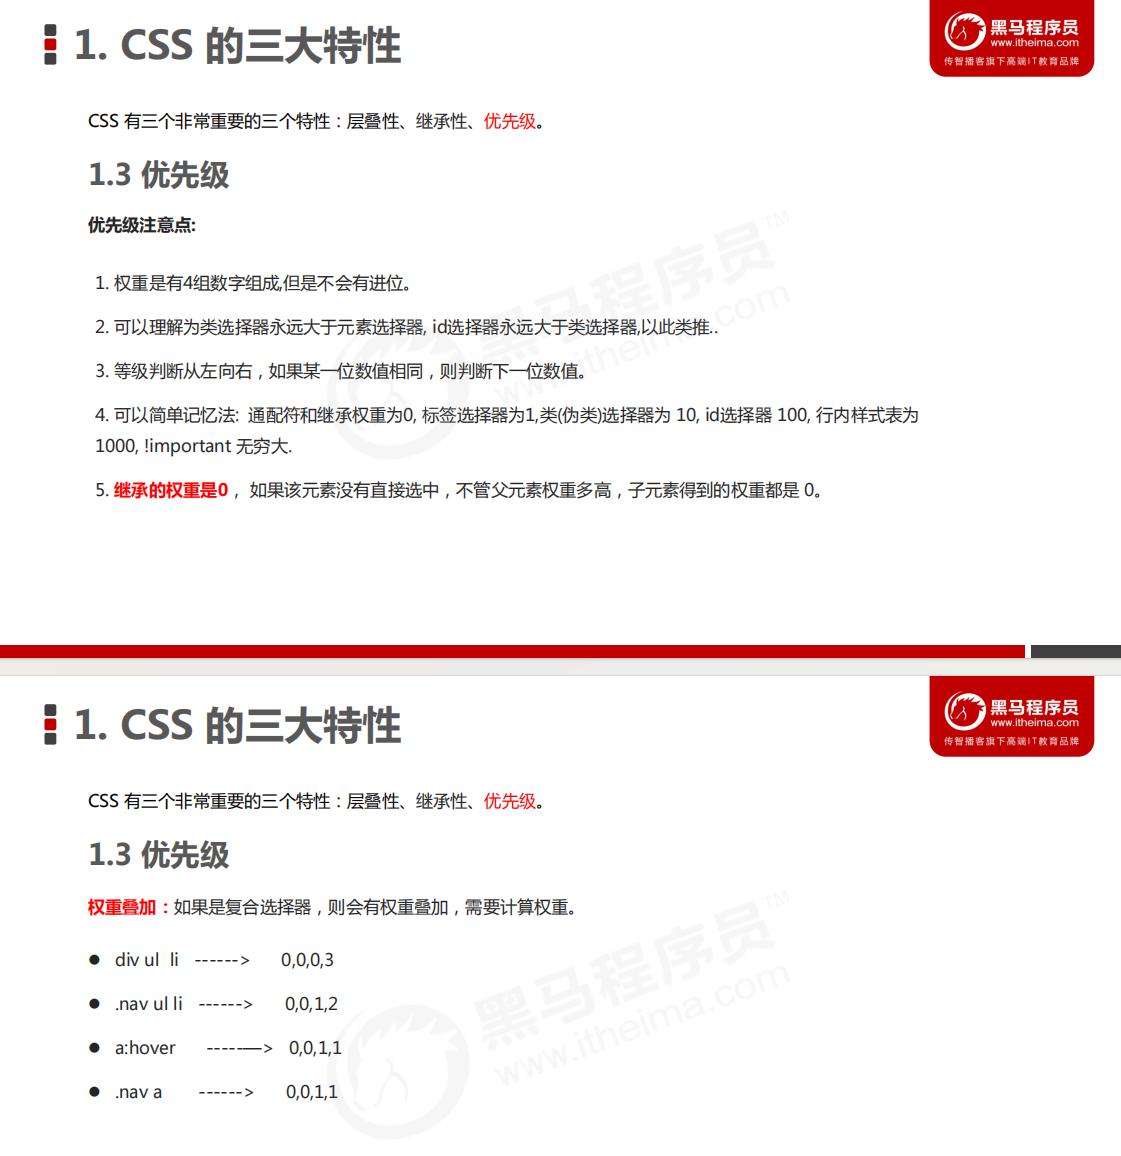 1. CSS 的三大特性
黑马程序员
www.itheima.com
传智播客旗下高端IT教育品牌
CSS 有三个非常重要的三个特性：层叠性、继承性、优先级。
1.3 优先级
优先级注意点:
1. 权重是有4组数字组成,但是不会有进位。
2. 可以理解为类选择器永远大于元素选择器, id选择器永远大于类选择器,以此类推..
3. 等级判断从左向右，如果某一位数值相同，则判断下一位数值。
4. 可以简单记忆法: 通配符和继承权重为0, 标签选择器为1,类(伪类)选择器为 10, id选择器 100, 行内样式表为
1000, !important 无穷大.
5. 继承的权重是0， 如果该元素没有直接选中，不管父元素权重多高，子元素得到的权重都是 0。
黑马程序员™
www.itheima.com
1. CSS 的三大特性
黑马程序员
www.itheima.com
传智播客旗下高端IT教育品牌
CSS 有三个非常重要的三个特性：层叠性、继承性、优先级。
1.3 优先级
权重叠加：如果是复合选择器，则会有权重叠加，需要计算权重。
● div ul li ------> 0,0,0,3
● .nav ul li ------> 0,0,1,2
● a:hover -----—> 0,0,1,1
● .nav a ------> 0,0,1,1
黑马程序员™
www.itheima.com